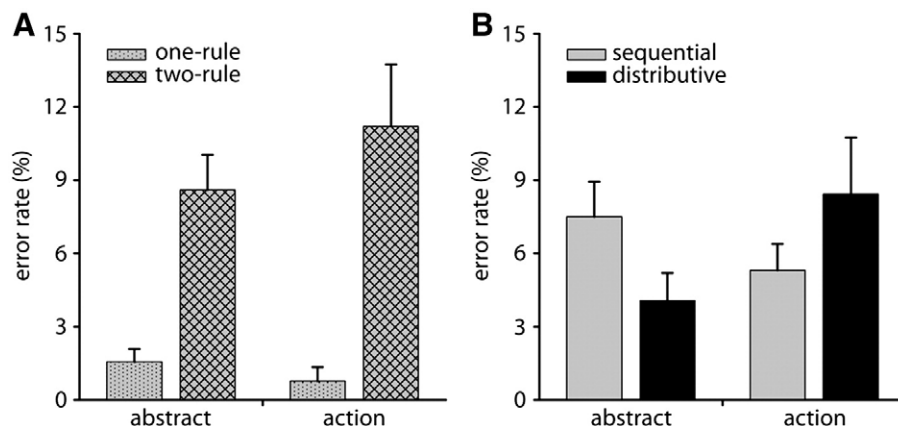 A
error rate (%)
15
12
9
6
3
0
one-rule
two-rule
abstract
action
B
error rate (%)
15
12
9
6
3
0
sequential
distributive
abstract
action